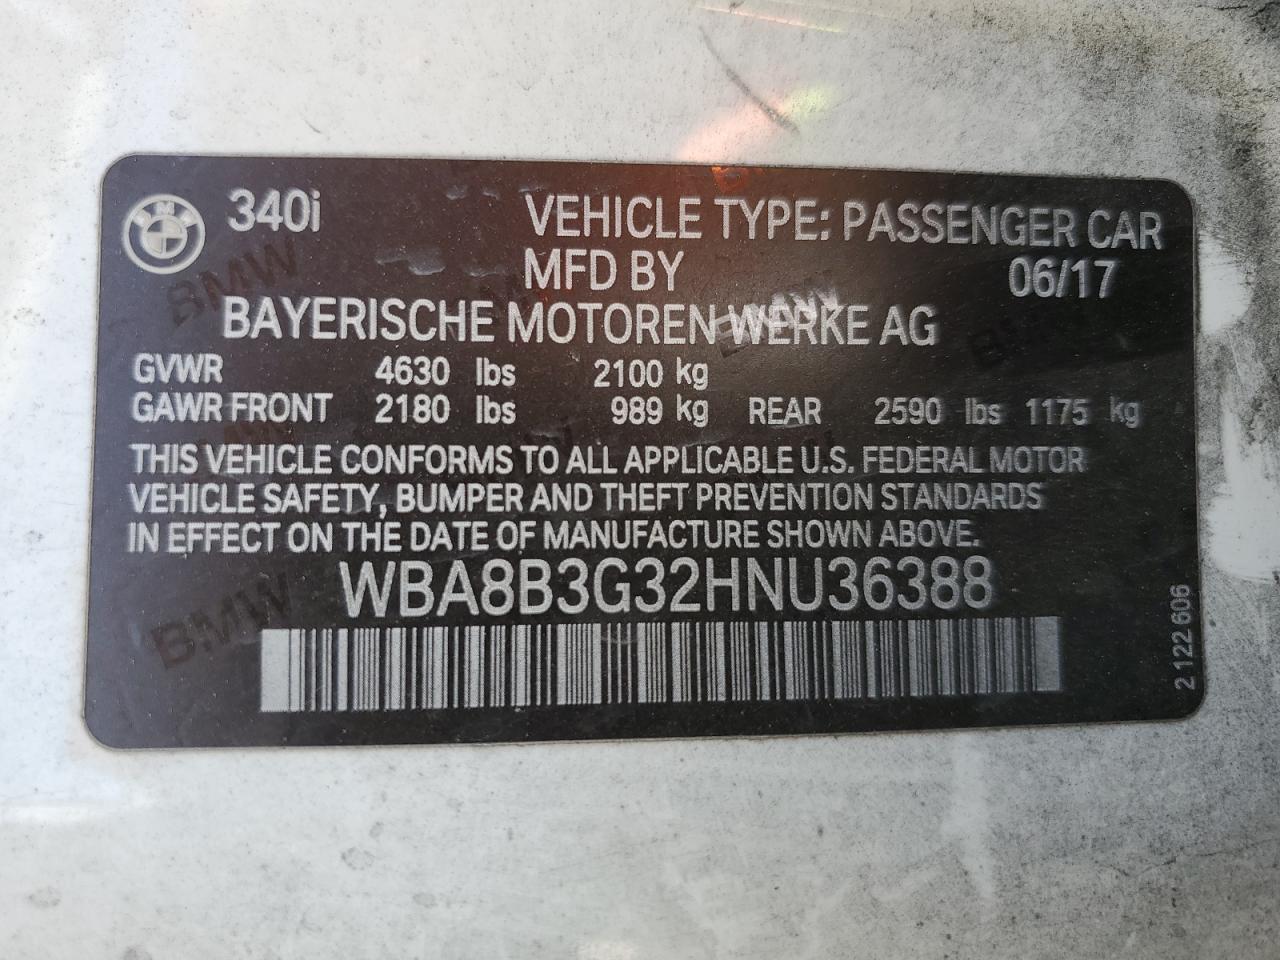 BMW 340i VEHICLE TYPE: PASSENGER CAR
MFD BY 06/17
BAYERISCHE MOTOREN WERKE AG
GVWR 4630 lbs 2100 kg
GAWR FRONT 2180 lbs 989 kg REAR 2590 lbs 1175 kg
THIS VEHICLE CONFORMS TO ALL APPLICABLE U.S. FEDERAL MOTOR
VEHICLE SAFETY, BUMPER AND THEFT PREVENTION STANDARDS
IN EFFECT ON THE DATE OF MANUFACTURE SHOWN ABOVE.
WBA8B3G32HNU36388
2 122 606